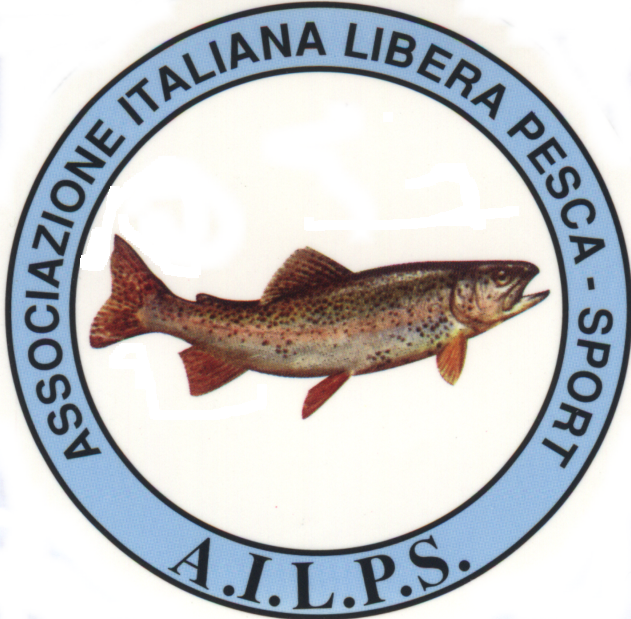 ASSOCIAZIONE ITALIANA LIBERA PESCA - SPORT
A.I.L.P.S.